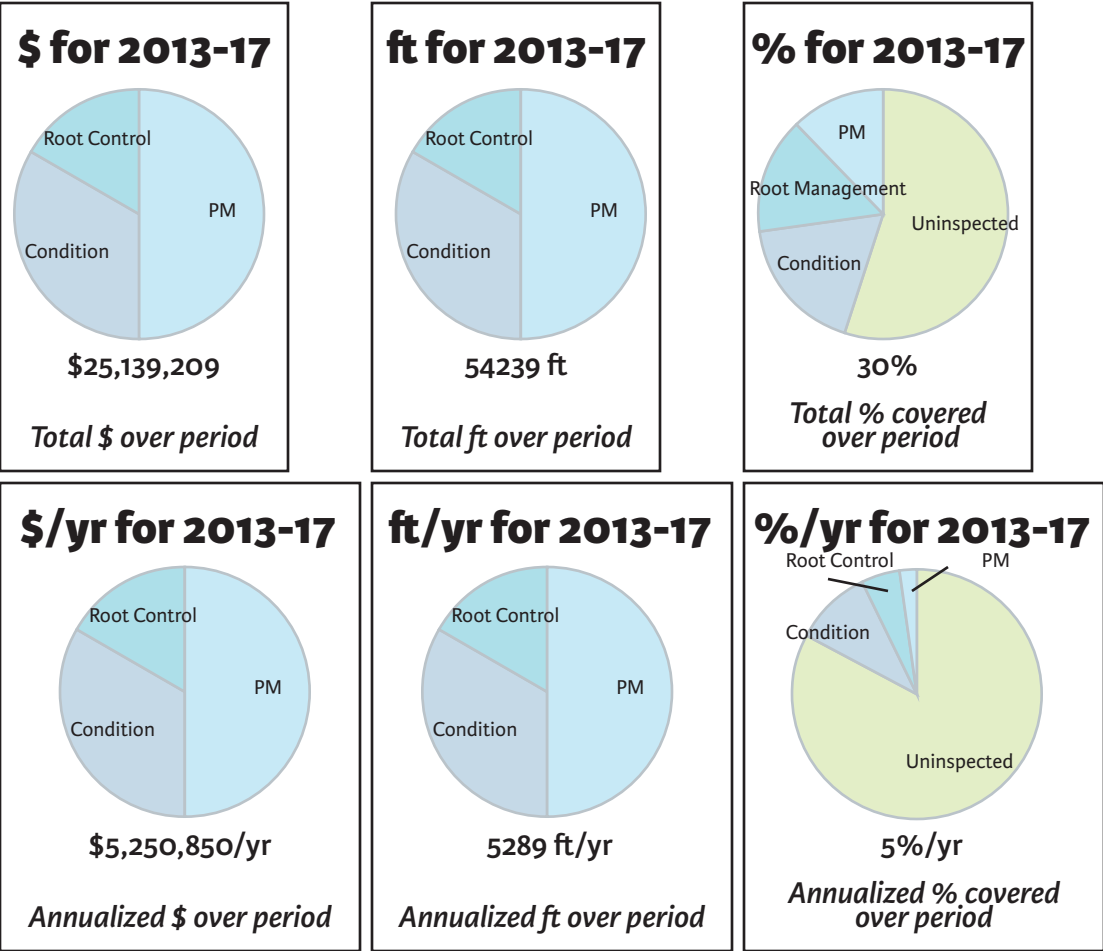 $ for 2013-17
Root Control
PM
Condition
$25,139,209
Total $ over period
ft for 2013-17
Root Control
PM
Condition
54239 ft
Total ft over period
% for 2013-17
PM
Root Management
Uninspected
Condition
30%
Total % covered
over period
$/yr for 2013-17
Root Control
PM
Condition
$5,250,850/yr
Annualized $ over period
ft/yr for 2013-17
Root Control
PM
Condition
5289 ft/yr
Annualized ft over period
%/yr for 2013-17
Root Control
PM
Condition
Uninspected
5%/yr
Annualized % covered
over period